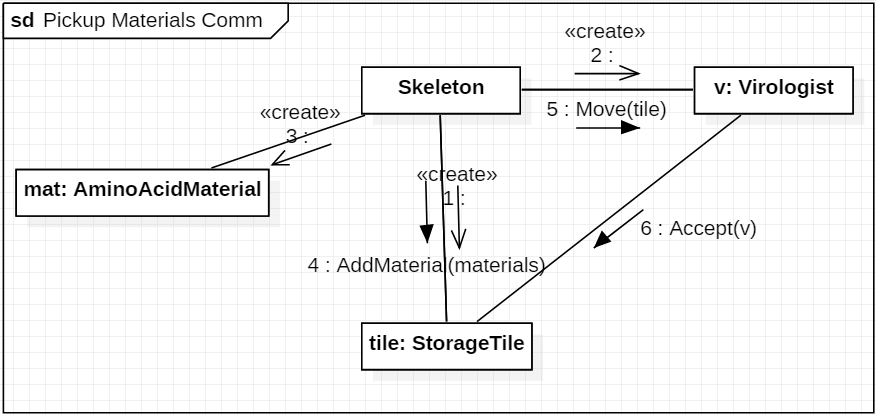 sd Pickup Materials Comm
«create»
2 :
Skeleton
v: Virologist
5 : Move(tile)
«create»
3 :
mat: AminoAcidMaterial
«create»
1 :
6 : Accept(v)
4 : AddMaterial(materials)
tile: StorageTile